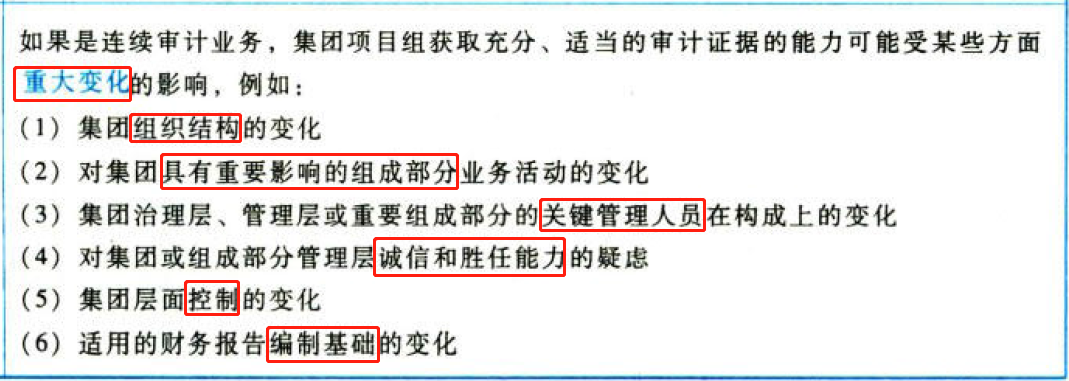 如果是连续审计业务，集团项目组获取充分、适当的审计证据的能力可能受某些方面
重大变化的影响，例如：
（1）集团组织结构的变化
（2）对集团具有重要影响的组成部分业务活动的变化
（3）集团治理层、管理层或重要组成部分的关键管理人员在构成上的变化
（4）对集团或组成部分管理层诚信和胜任能力的疑虑
（5）集团层面控制的变化
（6）适用的财务报告编制基础的变化